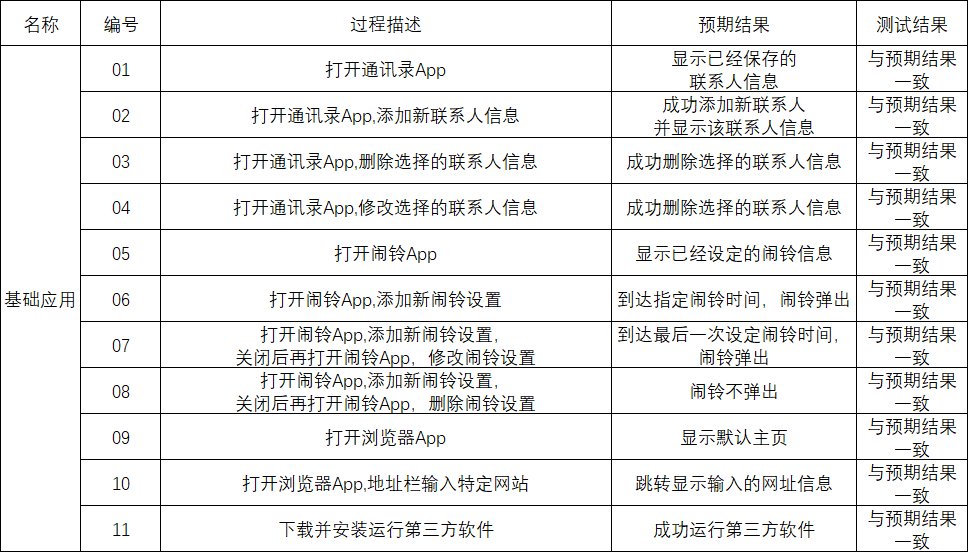 名称 编号 过程描述 预期结果 测试结果
基础应用
01 打开通讯录App 显示已经保存的
联系人信息 与预期结果
一致
02 打开通讯录App,添加新联系人信息 成功添加新联系人
并显示该联系人信息 与预期结果
一致
03 打开通讯录App,删除选择的联系人信息 成功删除选择的联系人信息 与预期结果
一致
04 打开通讯录App,修改选择的联系人信息 成功删除选择的联系人信息 与预期结果
一致
05 打开闹铃App 显示已经设定的闹铃信息 与预期结果
一致
06 打开闹铃App,添加新闹铃设置 到达指定闹铃时间，闹铃弹出 与预期结果
一致
07 打开闹铃App,添加新闹铃设置，
关闭后再打开闹铃App，修改闹铃设置 到达最后一次设定闹铃时间，
闹铃弹出 与预期结果
一致
08 打开闹铃App,添加新闹铃设置，
关闭后再打开闹铃App，删除闹铃设置 闹铃不弹出 与预期结果
一致
09 打开浏览器App 显示默认主页 与预期结果
一致
10 打开浏览器App,地址栏输入特定网站 跳转显示输入的网址信息 与预期结果
一致
11 下载并安装运行第三方软件 成功运行第三方软件 与预期结果
一致